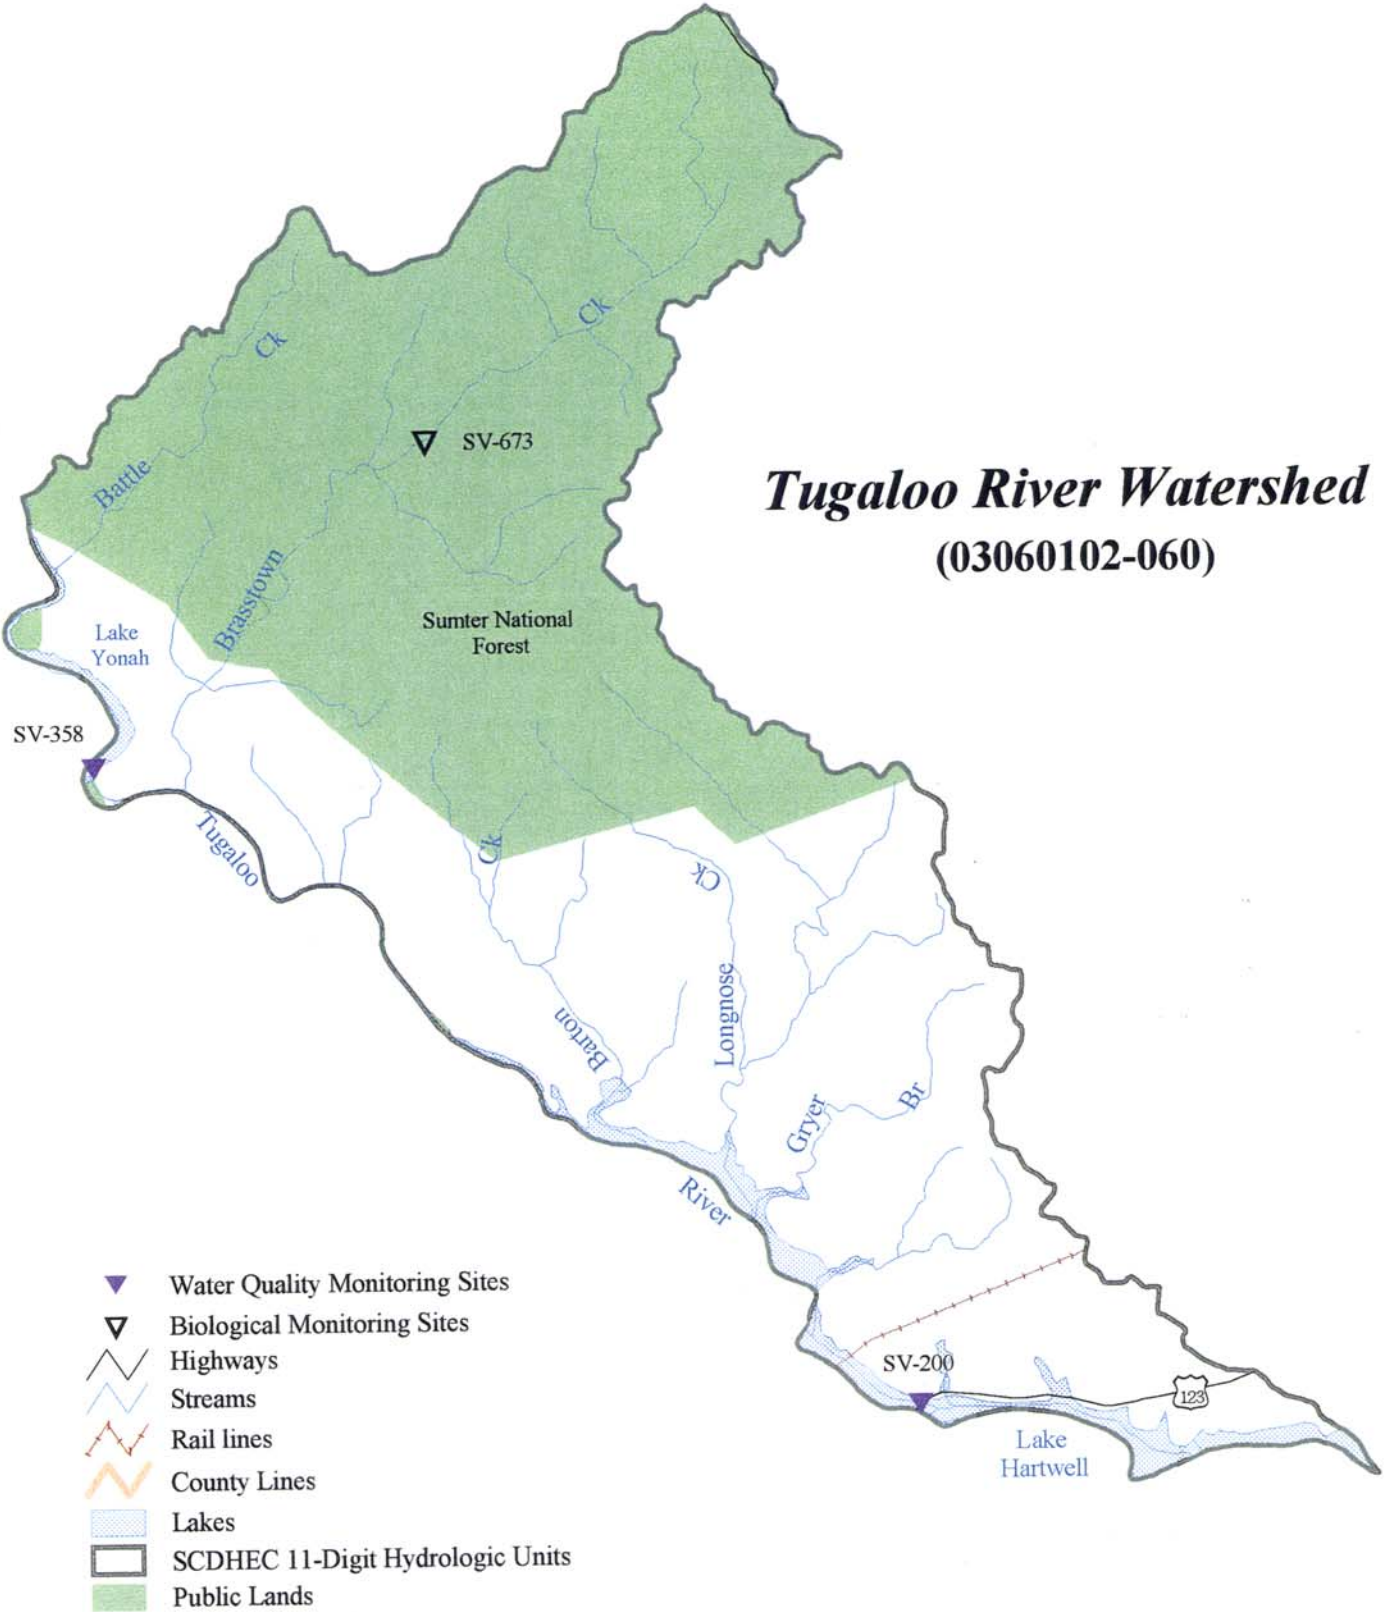 Ck
Ck
SV-673
Battle
Tugaloo River Watershed
(03060102-060)
Brasstown
Sumter National
Forest
Lake
Yonah
SV-358
Tugaloo
Ck
Ck
Longnose
Barton
Gryer
Br
River
SV-200
123
Lake
Hartwell
Water Quality Monitoring Sites
Biological Monitoring Sites
Highways
Streams
Rail lines
County Lines
Lakes
SCDHEC 11-Digit Hydrologic Units
Public Lands